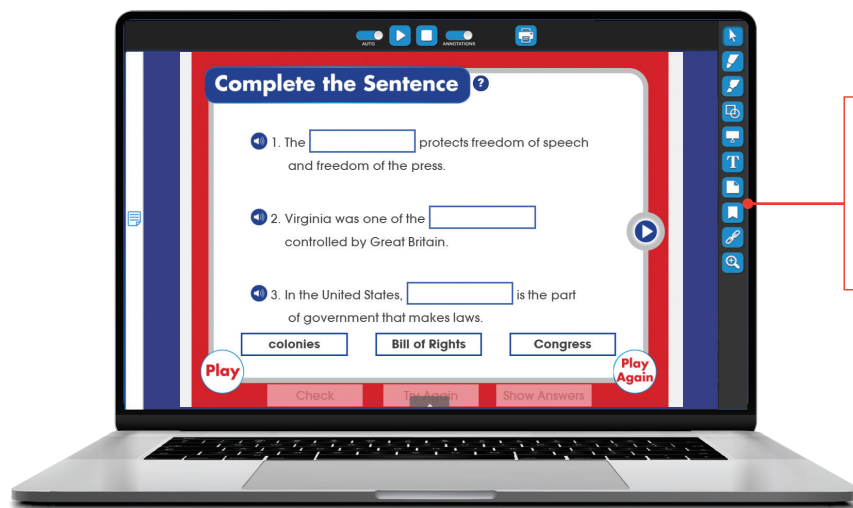 AUTO
ANNOTATIONS
Complete the Sentence ?
1. The protects freedom of speech
and freedom of the press.
2. Virginia was one of the
controlled by Great Britain.
3. In the United States, is the part
of government that makes laws.
colonies Bill of Rights Congress
Play
Play
Again
Check Try Again Show Answers
T